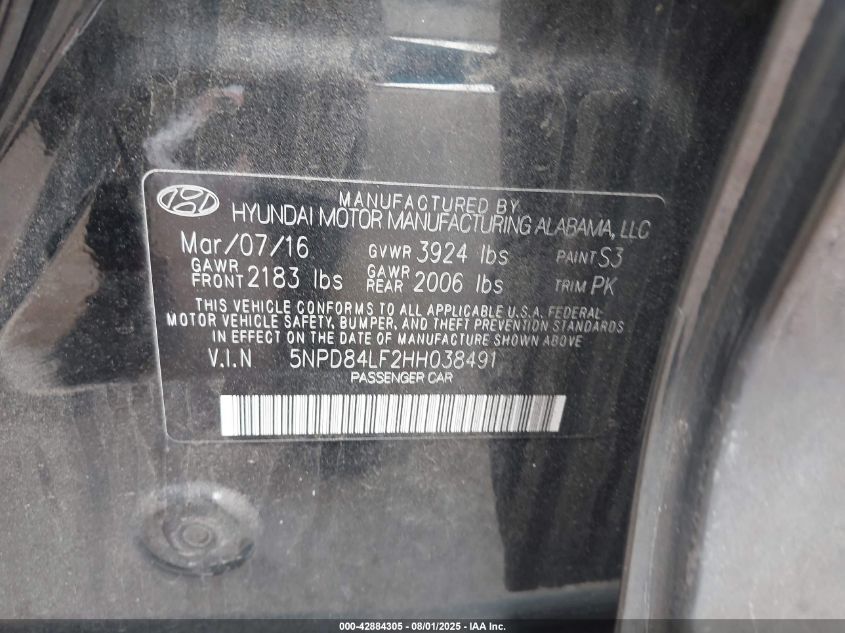 MANUFACTURED BY
HYUNDAI MOTOR MANUFACTURING ALABAMA, LLC
Mar/07/16 GVWR 3924 lbs PAINT S3
GAWR FRONT 2183 lbs GAWR REAR 2006 lbs TRIM PK
THIS VEHICLE CONFORMS TO ALL APPLICABLE U.S.A. FEDERAL
MOTOR VEHICLE SAFETY, BUMPER, AND THEFT PREVENTION STANDARDS
IN EFFECT ON THE DATE OF MANUFACTURE SHOWN ABOVE
V.I.N 5NPD84LF2HH038491
PASSENGER CAR
000-42884305 - 08/01/2025 - IAA Inc.